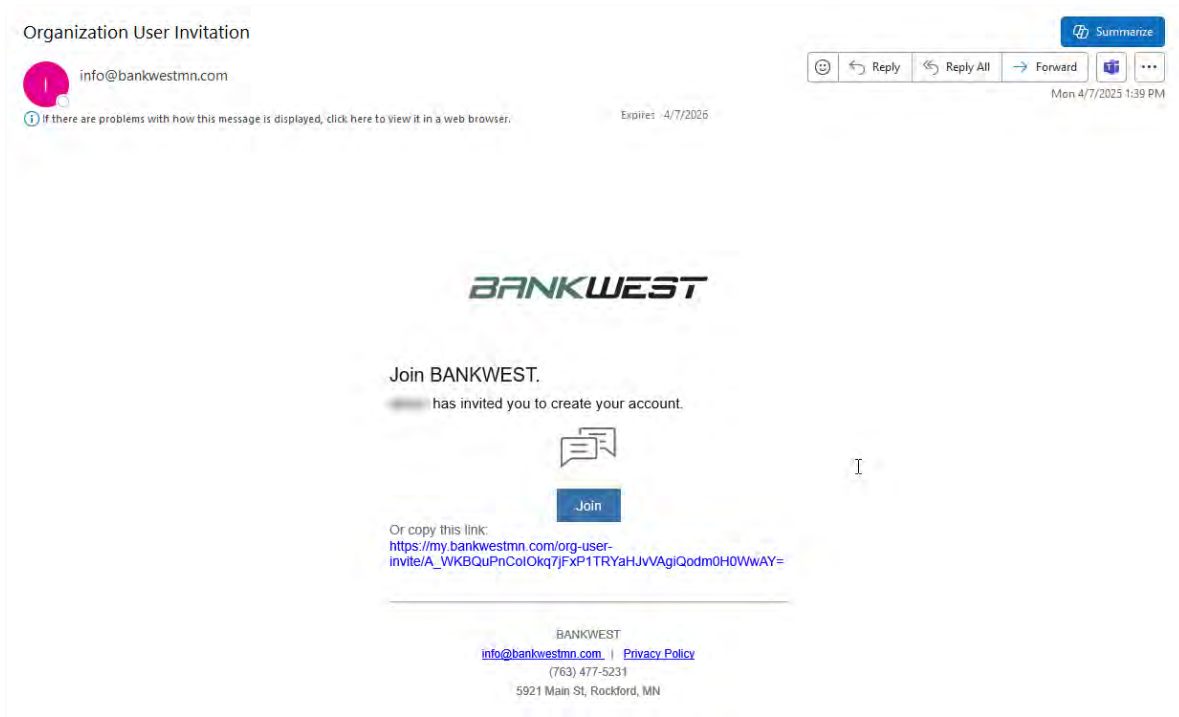 Organization User Invitation
Summarize
I
info@bankwestmn.com
Reply
Reply All
Forward
Mon 4/7/2025 1:39 PM
If there are problems with how this message is displayed, click here to view it in a web browser.
Expires 4/7/2026
BANKWEST
Join BANKWEST.
has invited you to create your account.
Join
Or copy this link:
https://my.bankwestmn.com/org-user-
invite/A_WKBQuPnColOkq7jFxP1TRYaHJvVAgiQodm0H0WwAY=
BANKWEST
info@bankwestmn.com | Privacy Policy
(763) 477-5231
5921 Main St, Rockford, MN